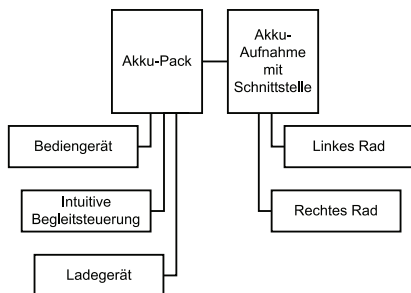 Akku-Pack
Akku-
Aufnahme
mit
Schnittstelle
Bediengerät
Linkes Rad
Intuitive
Begleitsteuerung
Rechtes Rad
Ladegerät